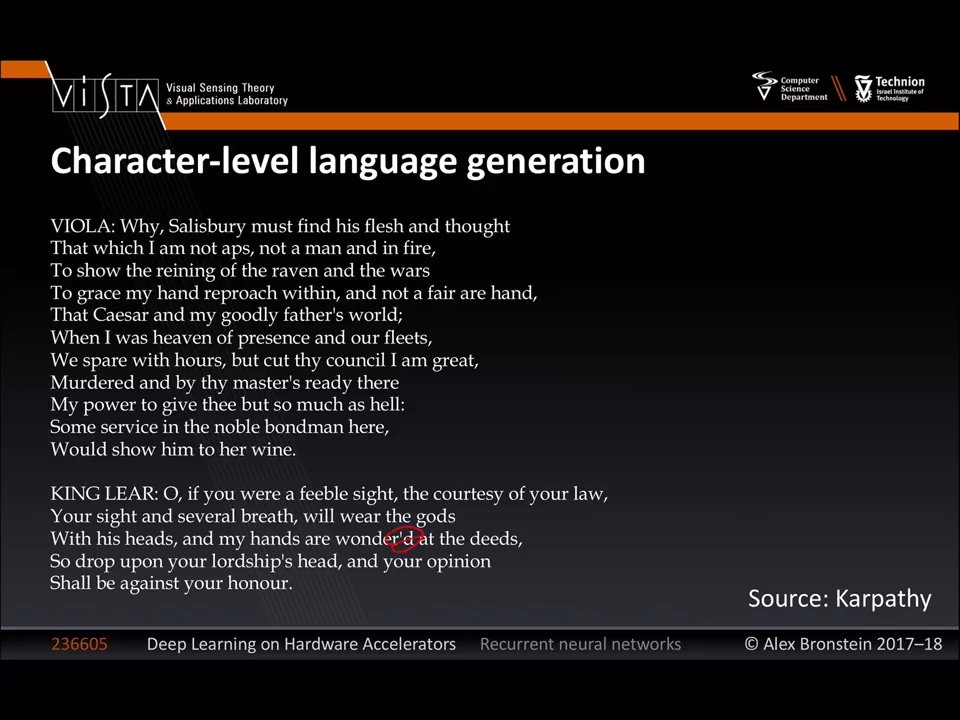 VISTA
Visual Sensing Theory
& Applications Laboratory
Computer
Science
Department
Technion
Israel Institute of
Technology
Character-level language generation
VIOLA: Why, Salisbury must find his flesh and thought
That which I am not aps, not a man and in fire,
To show the reining of the raven and the wars
To grace my hand reproach within, and not a fair are hand,
That Caesar and my goodly father's world;
When I was heaven of presence and our fleets,
We spare with hours, but cut thy council I am great,
Murdered and by thy master's ready there
My power to give thee but so much as hell:
Some service in the noble bondman here,
Would show him to her wine.
KING LEAR: O, if you were a feeble sight, the courtesy of your law,
Your sight and several breath, will wear the gods
With his heads, and my hands are wonder'd at the deeds,
So drop upon your lordship's head, and your opinion
Shall be against your honour.
Source: Karpathy
236605 Deep Learning on Hardware Accelerators Recurrent neural networks © Alex Bronstein 2017–18